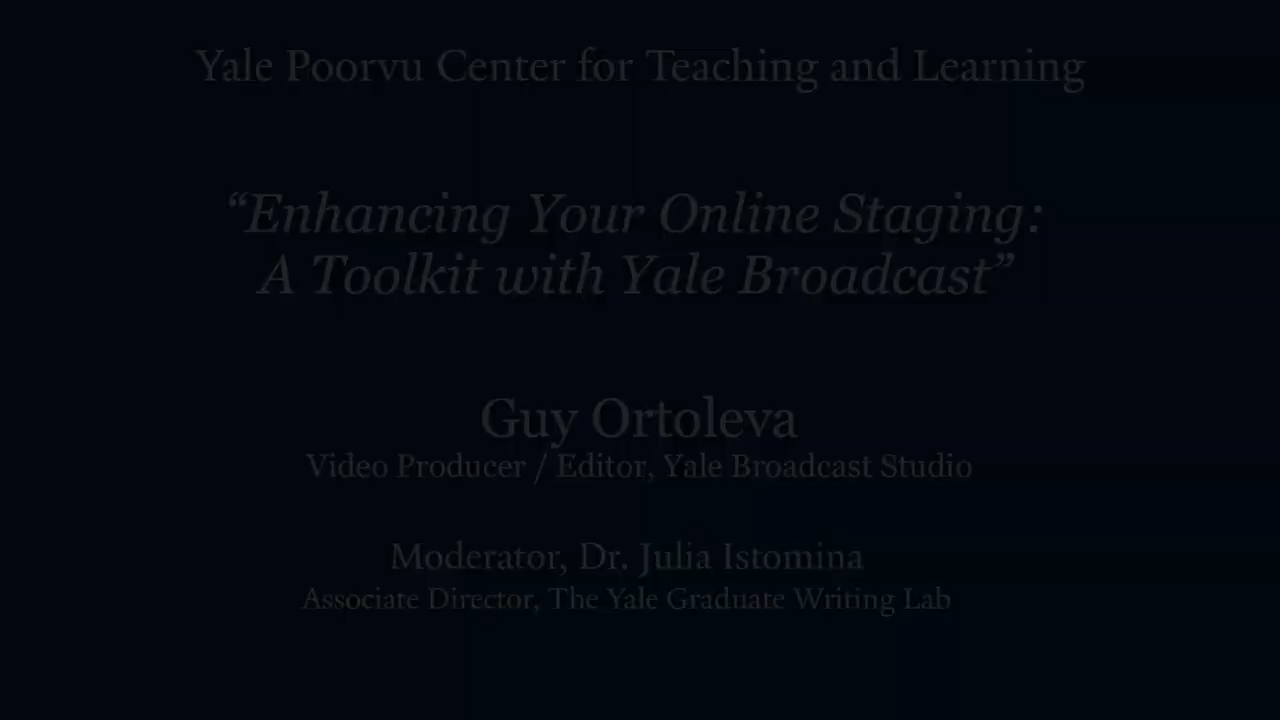 Yale Poorvu Center for Teaching and Learning
“Enhancing Your Online Staging:
A Toolkit with Yale Broadcast”
Guy Ortoleva
Video Producer / Editor, Yale Broadcast Studio
Moderator, Dr. Julia Istomina
Associate Director, The Yale Graduate Writing Lab